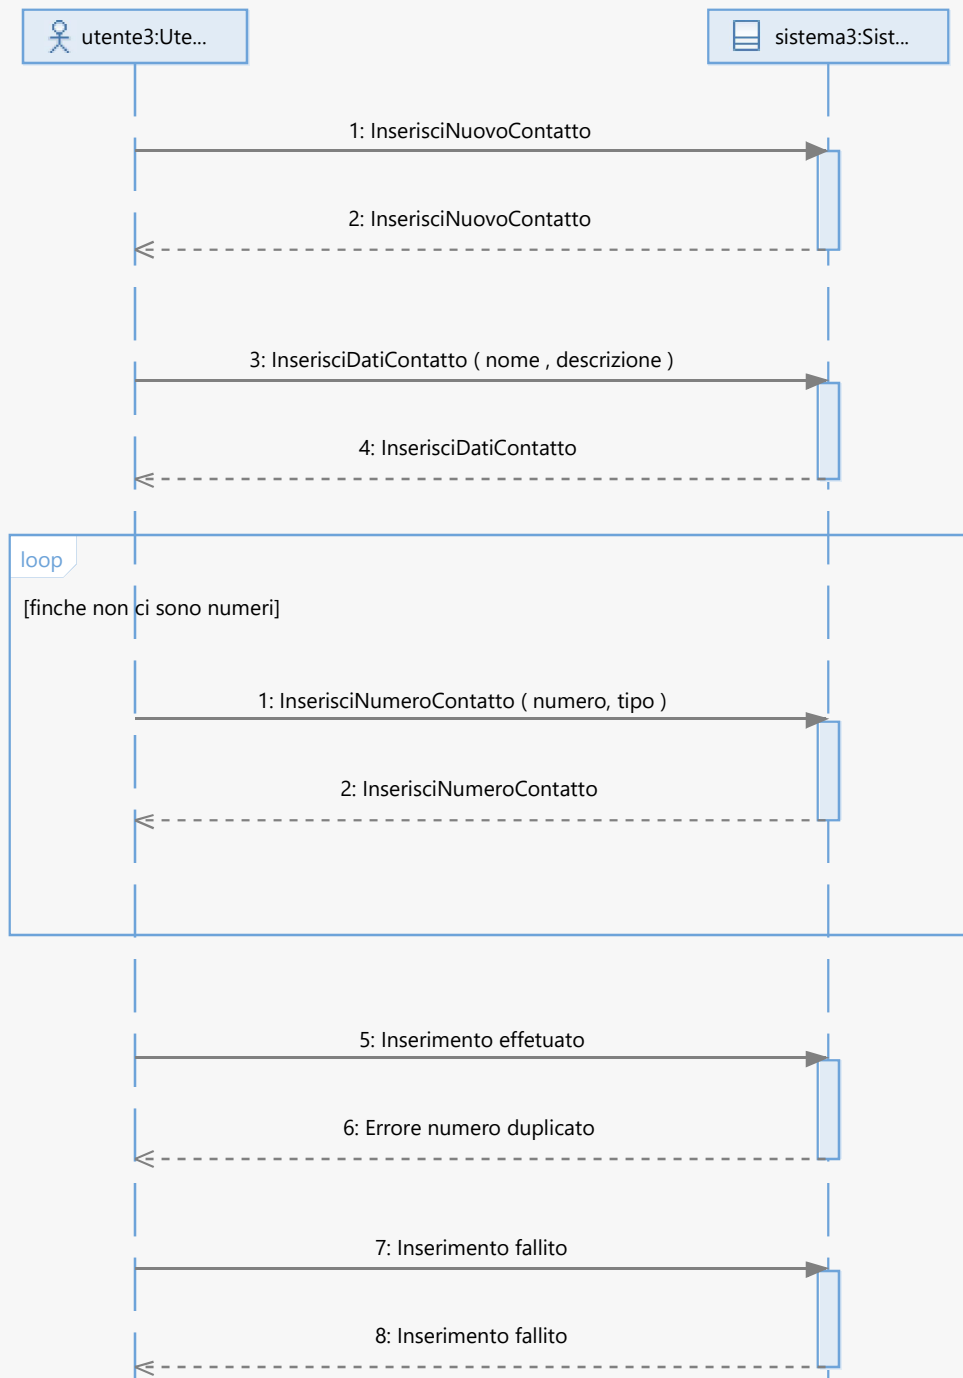 utente3:Ute...
sistema3:Sist...
1: InserisciNuovoContatto
2: InserisciNuovoContatto
3: InserisciDatiContatto ( nome , descrizione )
4: InserisciDatiContatto
loop
[finche non ci sono numeri]
1: InserisciNumeroContatto ( numero, tipo )
2: InserisciNumeroContatto
5: Inserimento effetuato
6: Errore numero duplicato
7: Inserimento fallito
8: Inserimento fallito